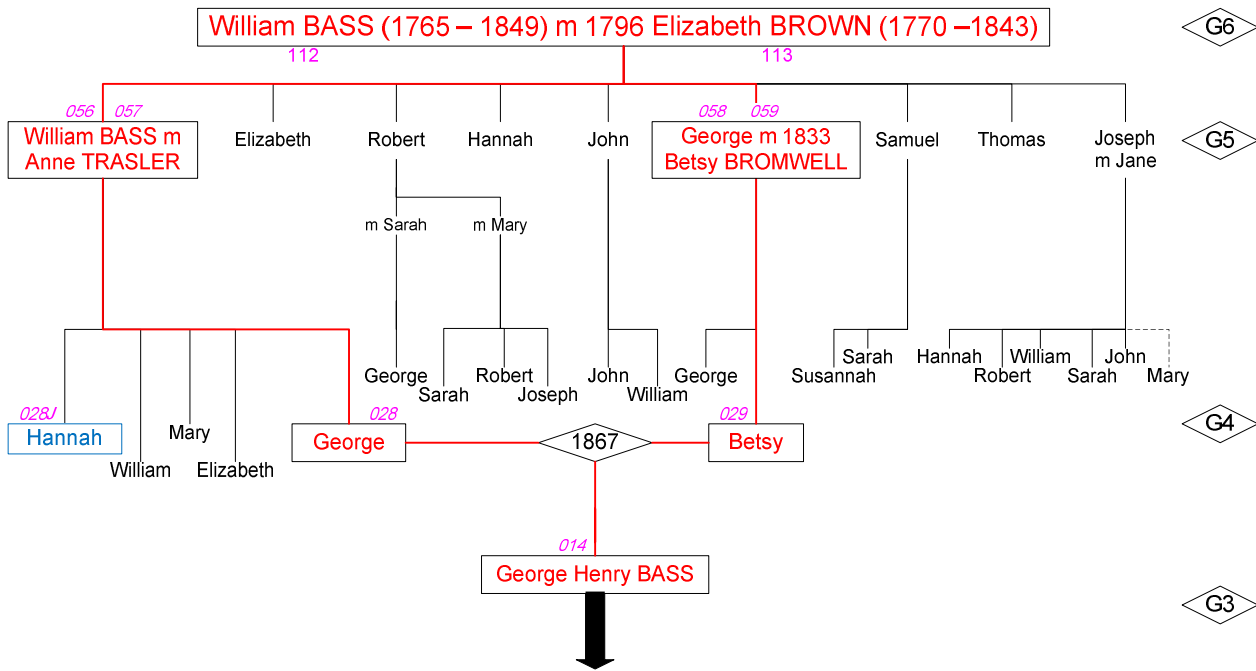 William BASS (1765 – 1849) m 1796 Elizabeth BROWN (1770 –1843)
G6
112
113
056 057
058 059
William BASS m
Anne TRASLER
Elizabeth
Robert
Hannah
John
George m 1833
Betsy BROMWELL
Samuel
Thomas
Joseph
m Jane
G5
m Sarah
m Mary
George
Sarah
Robert
Joseph
John
William
George
Susannah
Sarah
Hannah
Robert
William
Sarah
John
Mary
028J
Hannah
William
Mary
Elizabeth
028
George
1867
029
Betsy
G4
014
George Henry BASS
G3